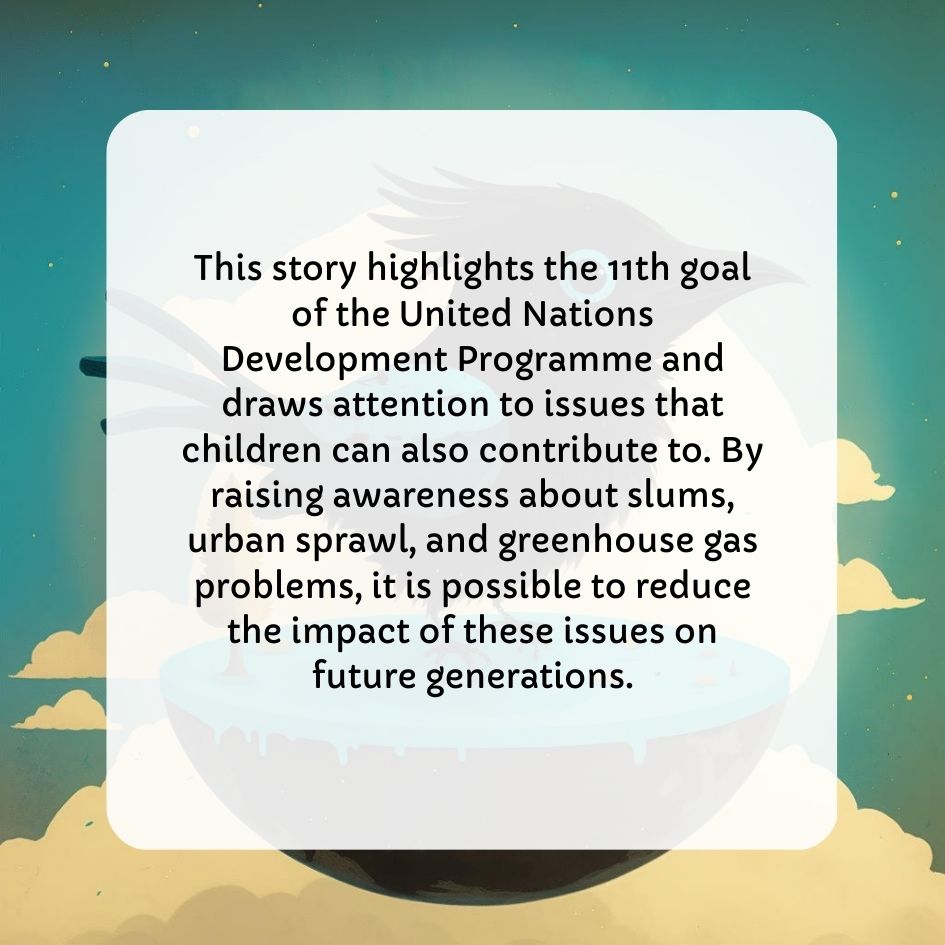 This story highlights the 11th goal
of the United Nations
Development Programme and
draws attention to issues that
children can also contribute to. By
raising awareness about slums,
urban sprawl, and greenhouse gas
problems, it is possible to reduce
the impact of these issues on
future generations.